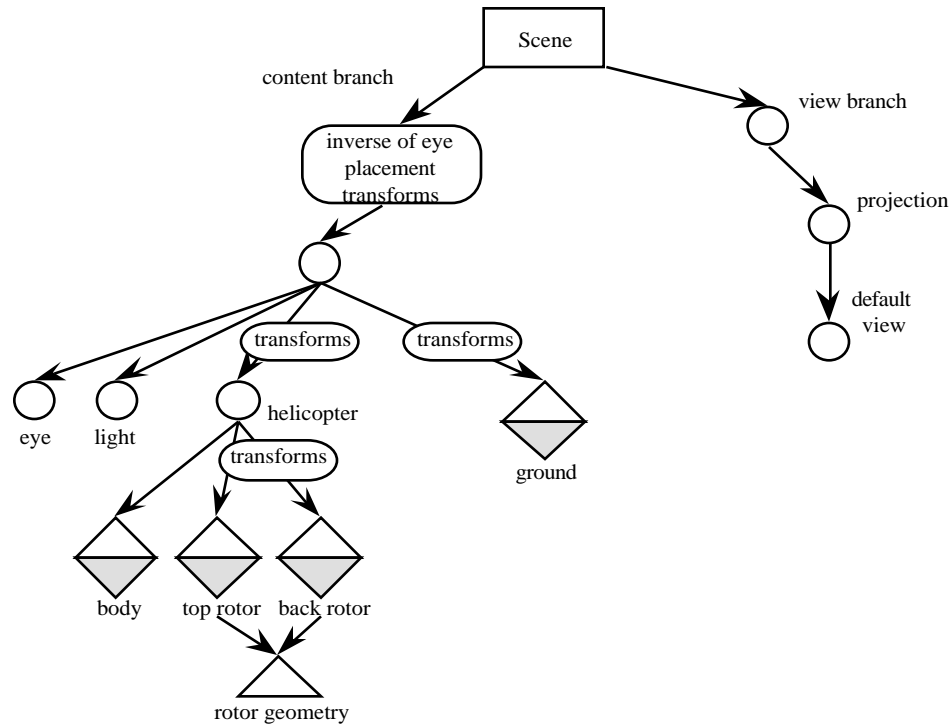 Scene
content branch
view branch
inverse of eye
placement
transforms
projection
default
view
transforms
transforms
eye
light
helicopter
transforms
ground
body
top rotor
back rotor
rotor geometry